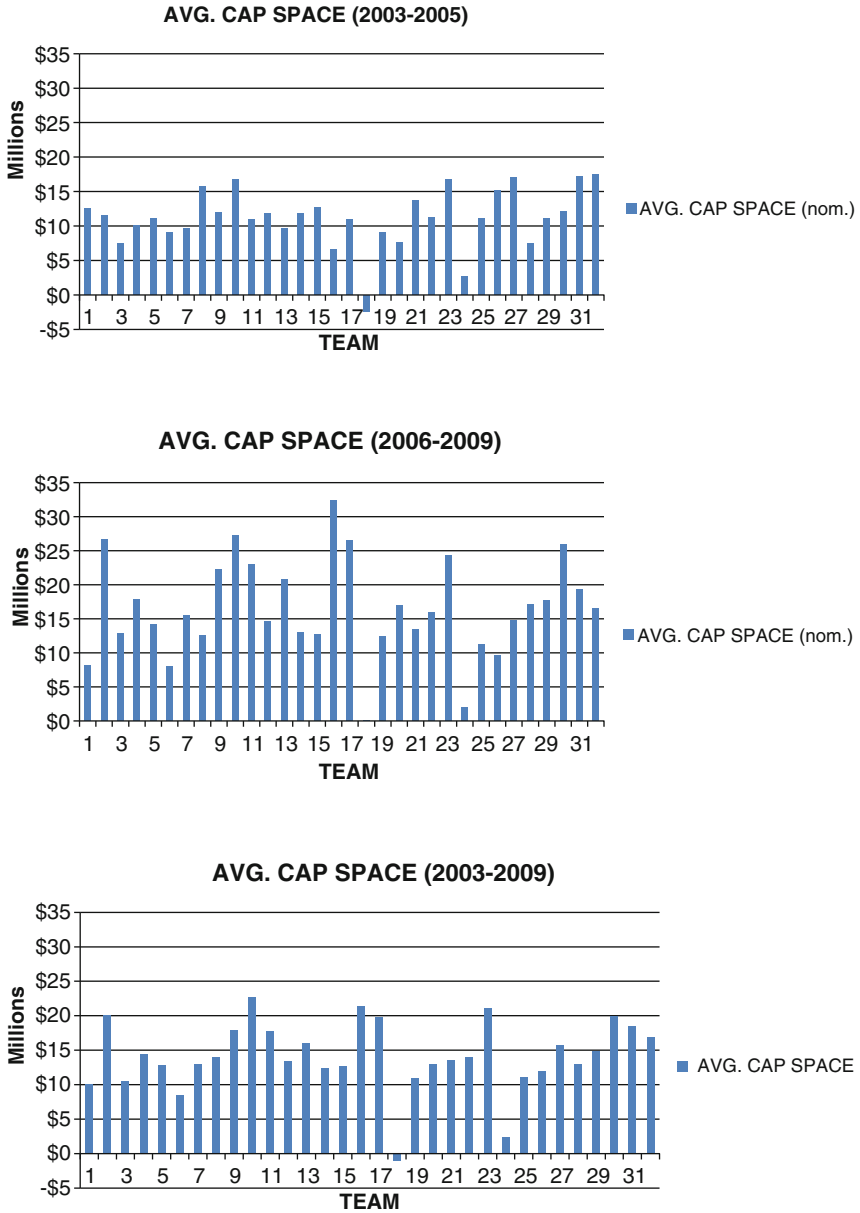 AVG. CAP SPACE (2003-2005)
$35
$30
$25
$20
$15
$10
$5
$0
-$5
Millions
1 3 5 7 9 11 13 15 17 19 21 23 25 27 29 31
TEAM
AVG. CAP SPACE (nom.)
AVG. CAP SPACE (2006-2009)
$35
$30
$25
$20
$15
$10
$5
$0
Millions
1 3 5 7 9 11 13 15 17 19 21 23 25 27 29 31
TEAM
AVG. CAP SPACE (nom.)
AVG. CAP SPACE (2003-2009)
$35
$30
$25
$20
$15
$10
$5
$0
-$5
Millions
1 3 5 7 9 11 13 15 17 19 21 23 25 27 29 31
TEAM
AVG. CAP SPACE